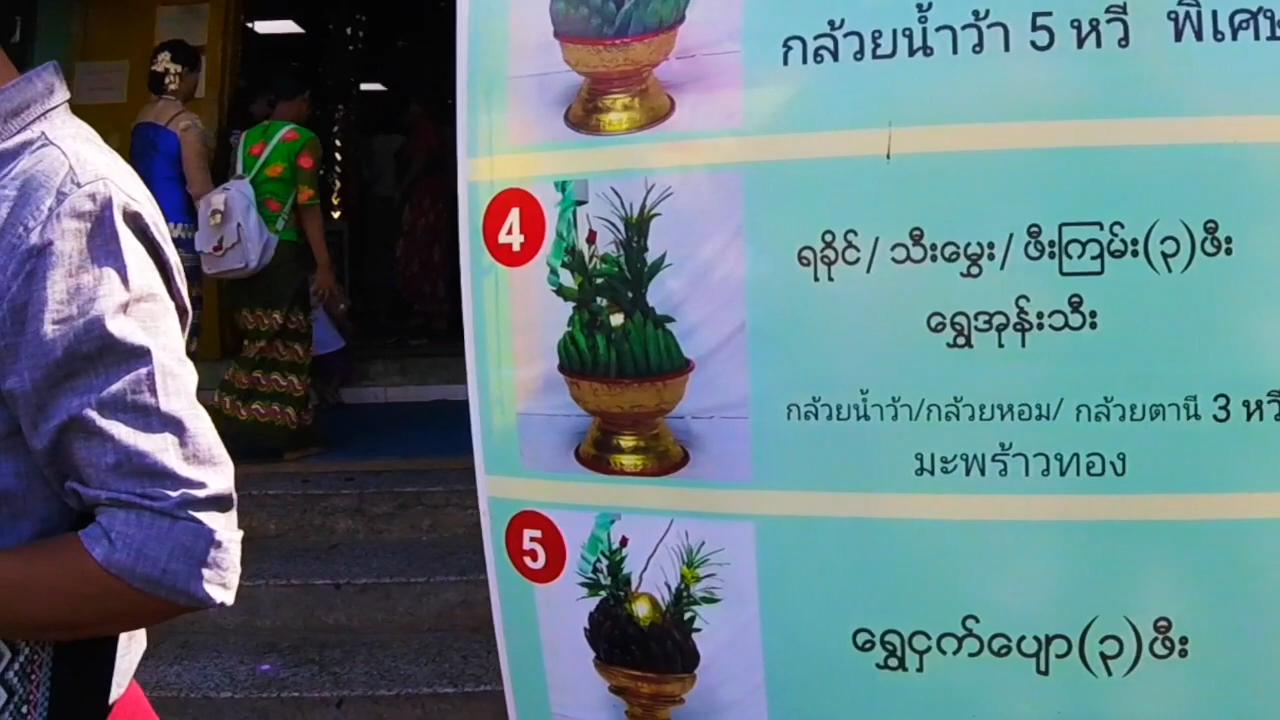 กล้วยน้ำว้า 5 หวี พิเศษ
4
ရခိုင်/ သီးမွှေး/ ဖီးကြမ်း(၃)ဖီး
ရွှေအုန်းသီး
กล้วยน้ำว้า/กล้วยหอม/ กล้วยตานี 3 หวี
มะพร้าวทอง
5
ရွှေငှက်ပျော(၃)ဖီး